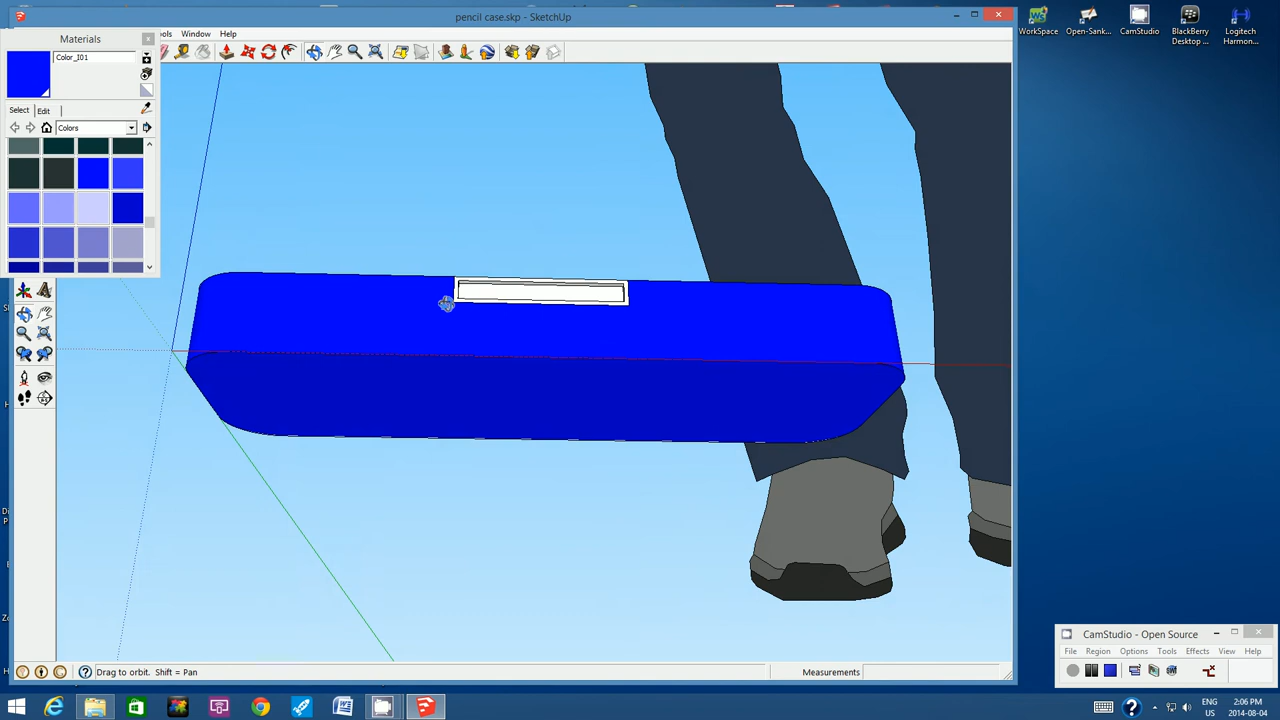 pencil case.skp - SketchUp
Materials
ols Window Help
Color_I01
Select Edit
Colors
WorkSpace
Open-Sank...
CamStudio
BlackBerry Desktop ...
Logitech Harmon...
CamStudio - Open Source
File Region Options Tools Effects View Help
Drag to orbit. Shift = Pan
Measurements
ENG
US
2:06 PM
2014-08-04